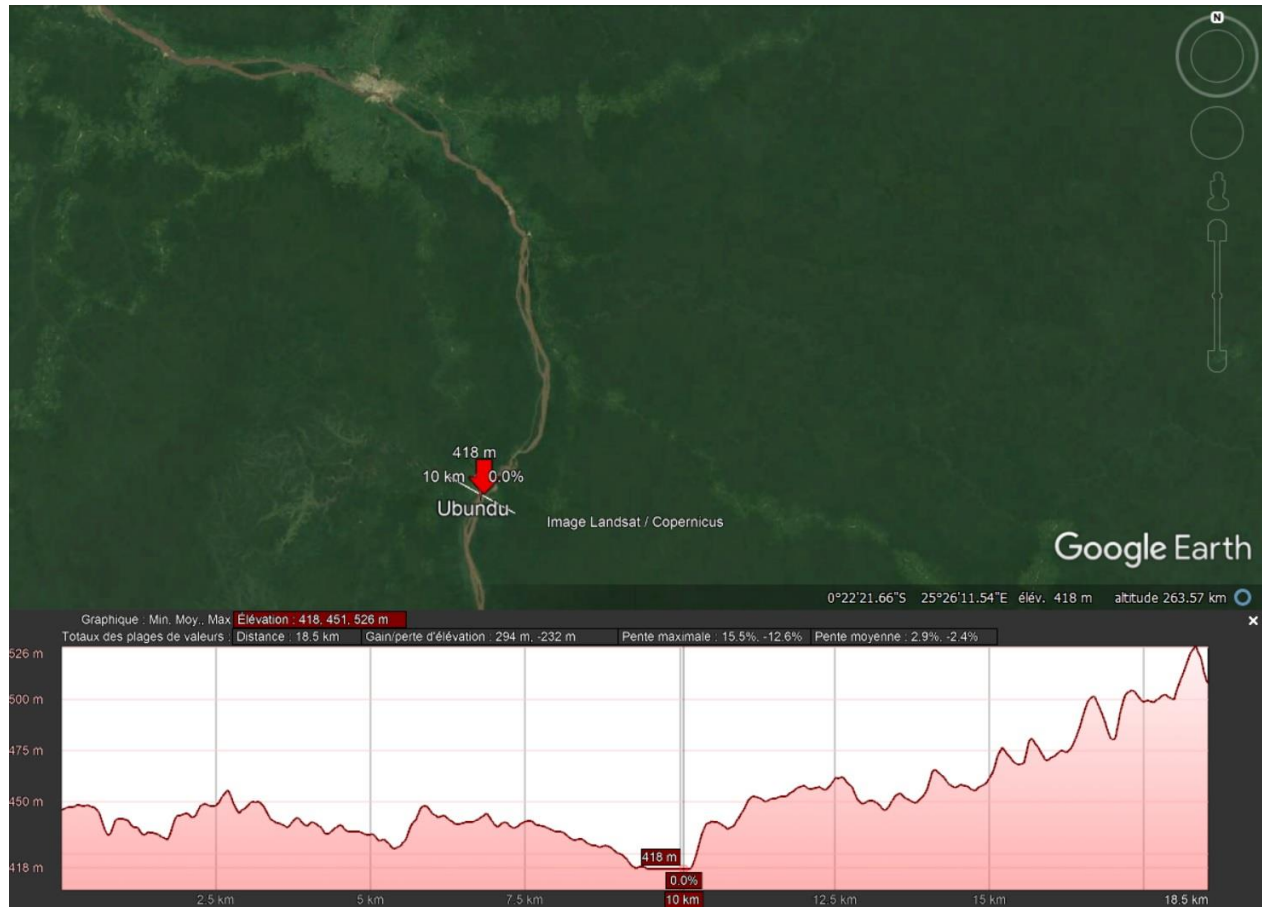 N
418 m
10 km 0.0%
Ubundu
Image Landsat / Copernicus
Google Earth
0°22'21.66"S 25°26'11.54"E élév. 418 m altitude 263.57 km
Graphique : Min. Moy., Max Élévation : 418, 451, 526 m
Totaux des plages de valeurs : Distance : 18.5 km Gain/perte d'élévation : 294 m, -232 m Pente maximale : 15.5%, -12.6% Pente moyenne : 2.9%, -2.4%
526 m
500 m
475 m
450 m
418 m
418 m
0.0%
2.5 km 5 km 7.5 km 10 km 12.5 km 15 km 18.5 km